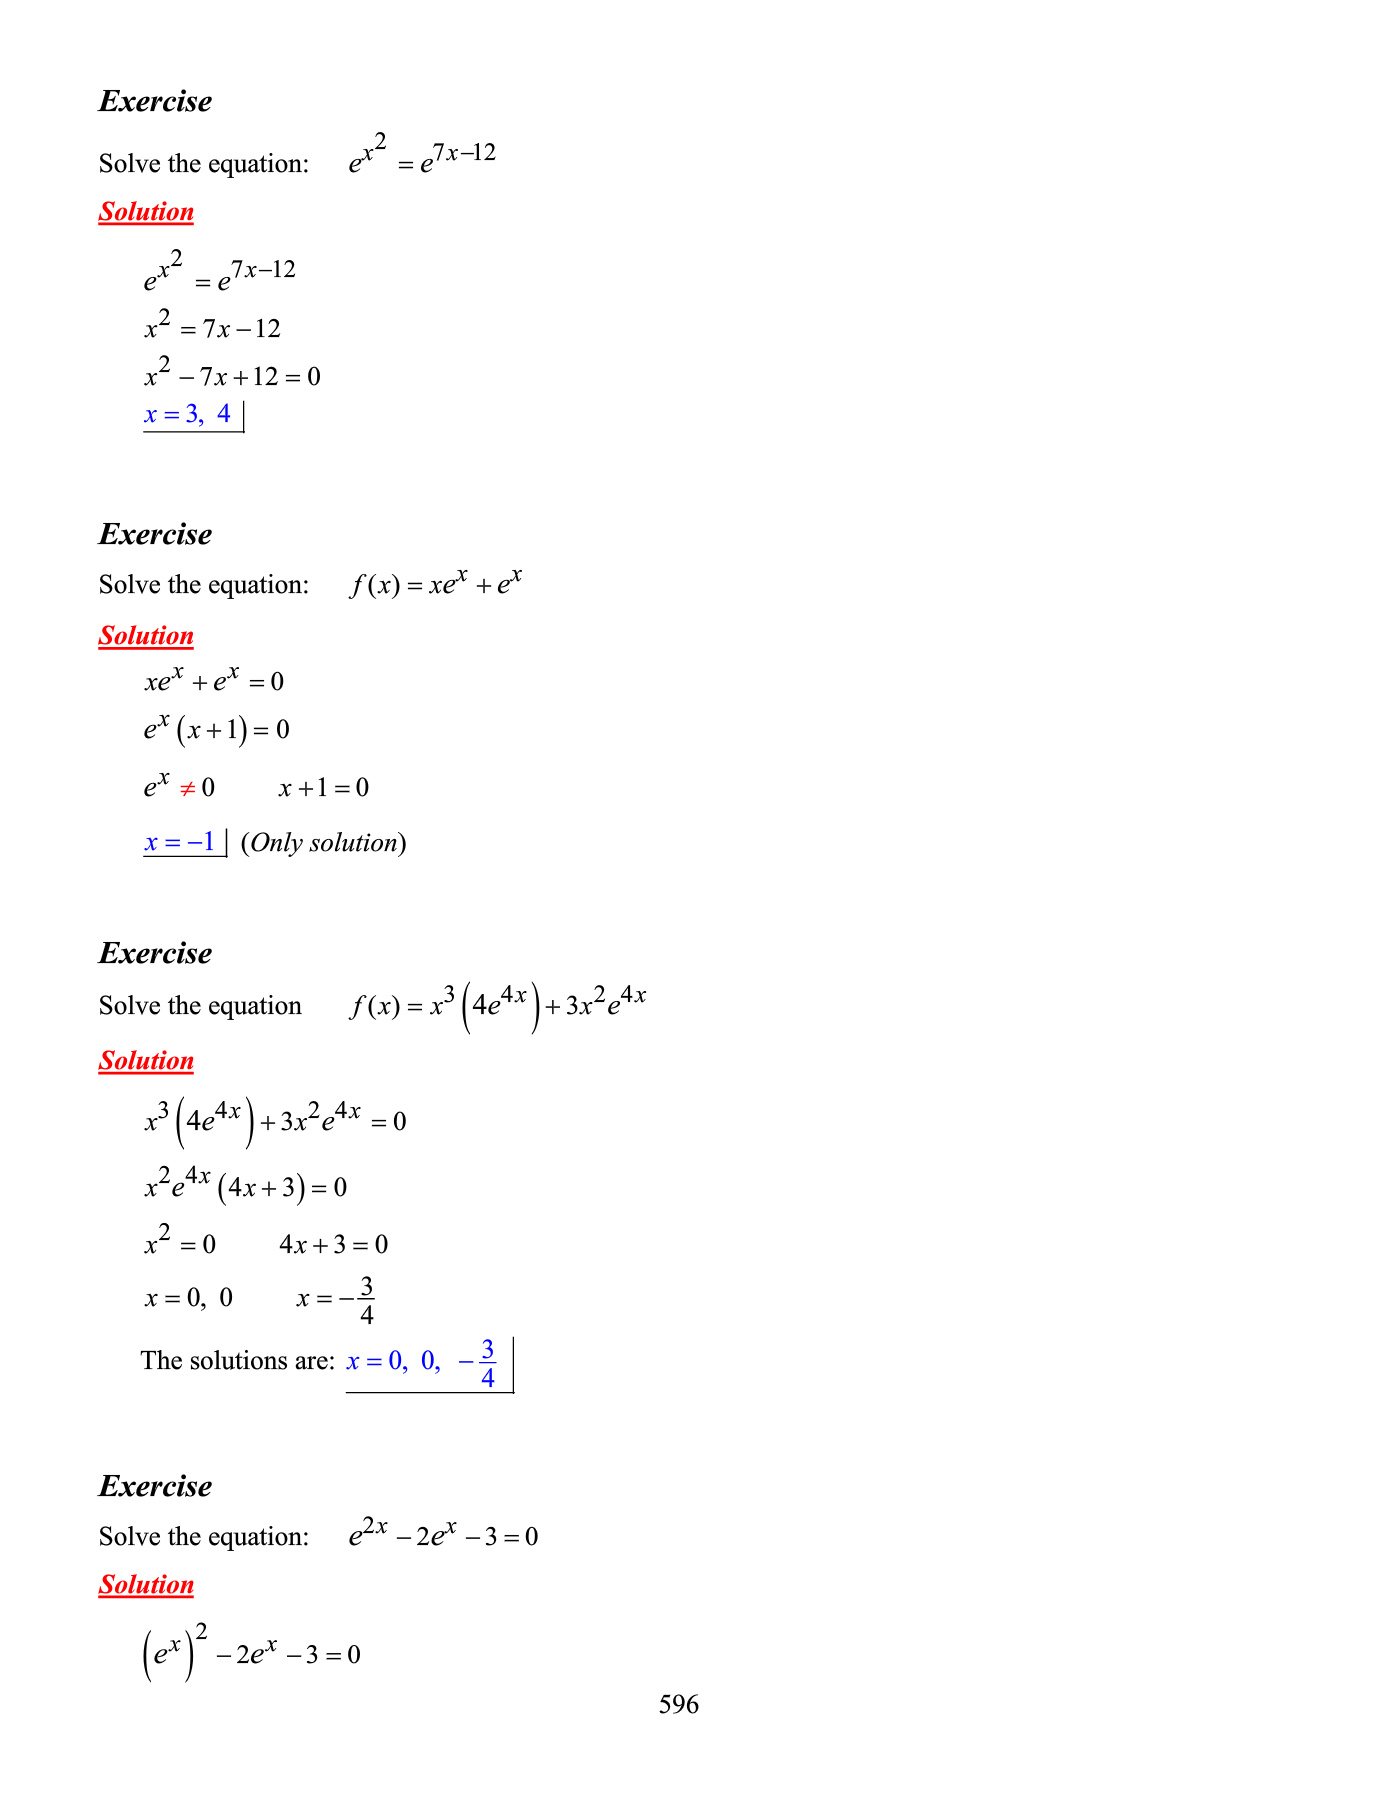 Exercise
Solve the equation: $e^{x^2} = e^{7x-12}$
Solution
$e^{x^2} = e^{7x-12}$
$x^2 = 7x - 12$
$x^2 - 7x + 12 = 0$
$x = 3, \ 4$
Exercise
Solve the equation: $f(x) = xe^x + e^x$
Solution
$xe^x + e^x = 0$
$e^x(x+1) = 0$
$e^x \neq 0 \qquad x + 1 = 0$
$x = -1$ (Only solution)
Exercise
Solve the equation $f(x) = x^3\left(4e^{4x}\right) + 3x^2e^{4x}$
Solution
$x^3\left(4e^{4x}\right) + 3x^2e^{4x} = 0$
$x^2e^{4x}(4x+3) = 0$
$x^2 = 0 \qquad 4x + 3 = 0$
$x = 0, \ 0 \qquad x = -\frac{3}{4}$
The solutions are: $x = 0, \ 0, \ -\frac{3}{4}$
Exercise
Solve the equation: $e^{2x} - 2e^x - 3 = 0$
Solution
$\left(e^x\right)^2 - 2e^x - 3 = 0$
596